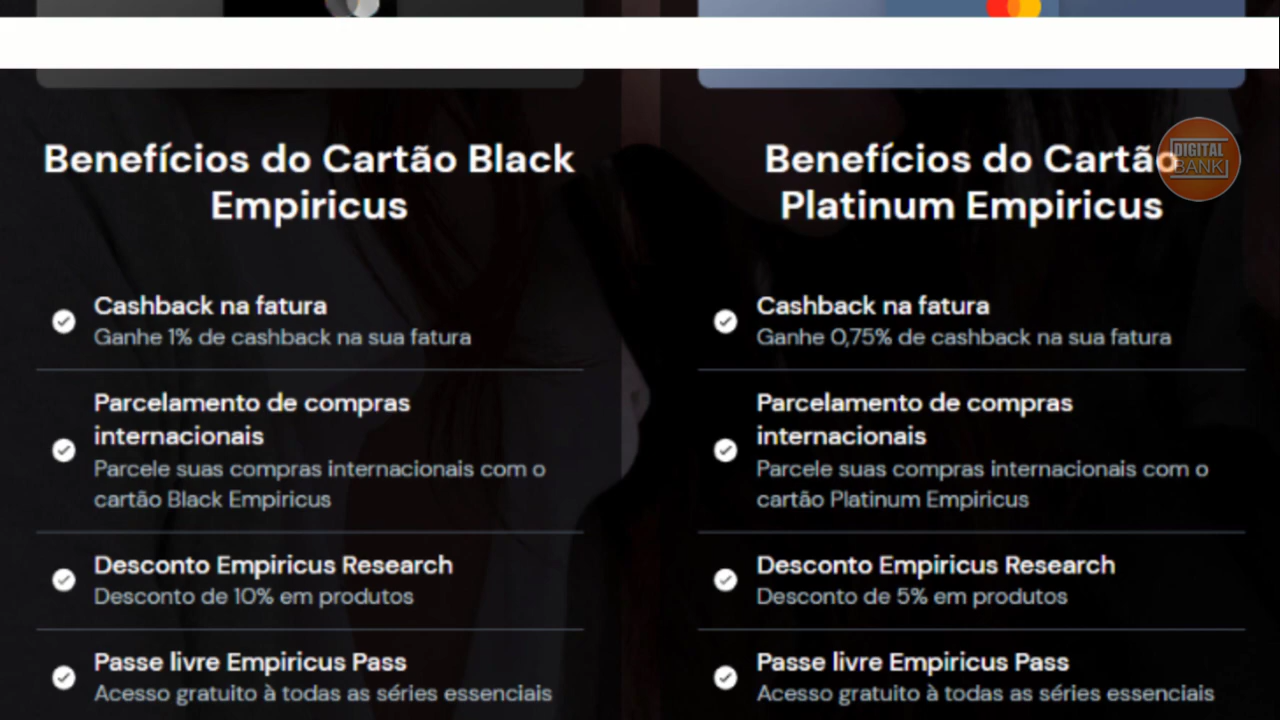 Benefícios do Cartão Black
Empiricus
Cashback na fatura
Ganhe 1% de cashback na sua fatura
Parcelamento de compras
internacionais
Parcele suas compras internacionais com o
cartão Black Empiricus
Desconto Empiricus Research
Desconto de 10% em produtos
Passe livre Empiricus Pass
Acesso gratuito à todas as séries essenciais
Benefícios do Cartão
Platinum Empiricus
DIGITAL
BANK
Cashback na fatura
Ganhe 0,75% de cashback na sua fatura
Parcelamento de compras
internacionais
Parcele suas compras internacionais com o
cartão Platinum Empiricus
Desconto Empiricus Research
Desconto de 5% em produtos
Passe livre Empiricus Pass
Acesso gratuito à todas as séries essenciais